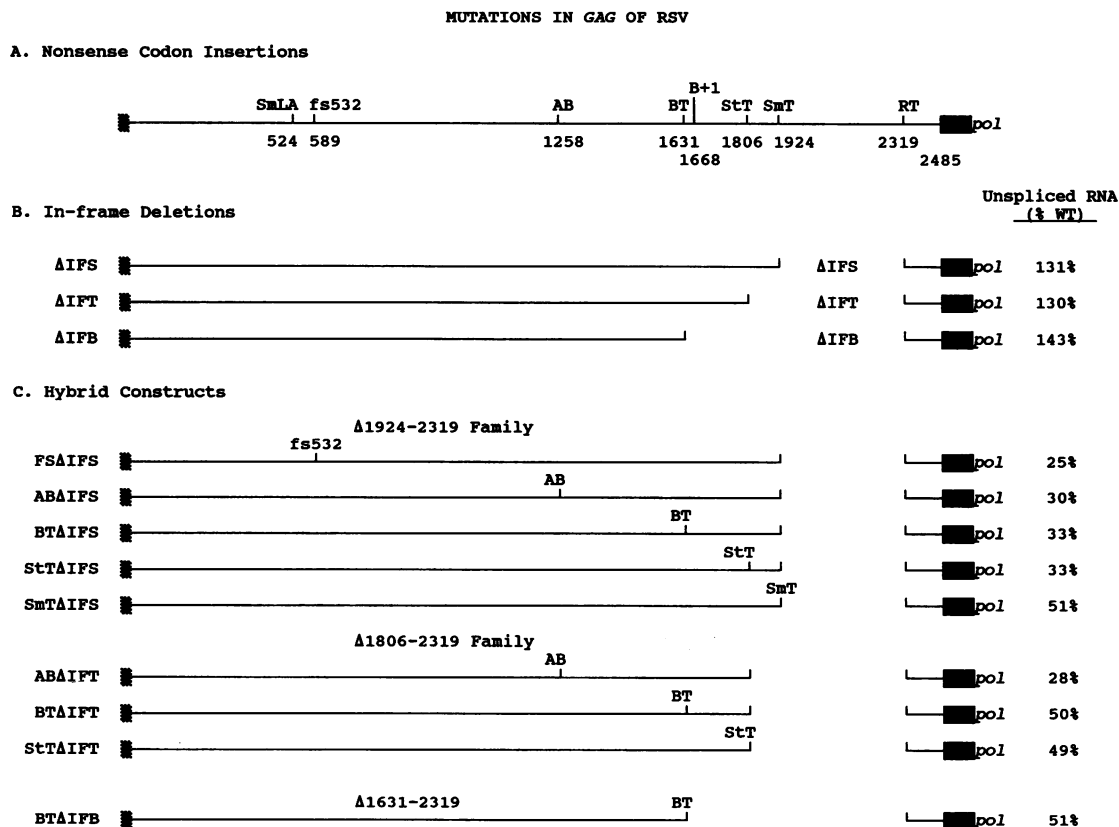 MUTATIONS IN GAG OF RSV
A. Nonsense Codon Insertions
B+1
SmLA fs532 AB BT StT SmT RT
pol
524 589 1258 1631 1806 1924 2319
1668 2485
Unspliced RNA
(% WT)
B. In-frame Deletions
ΔIFS ΔIFS pol 131%
ΔIFT ΔIFT pol 130%
ΔIFB ΔIFB pol 143%
C. Hybrid Constructs
Δ1924-2319 Family
fs532
FSΔIFS pol 25%
AB
ABΔIFS pol 30%
BT
BTΔIFS pol 33%
StT
StTΔIFS pol 33%
SmT
SmTΔIFS pol 51%
Δ1806-2319 Family
AB
ABΔIFT pol 28%
BT
BTΔIFT pol 50%
StT
StTΔIFT pol 49%
Δ1631-2319 BT
BTΔIFB pol 51%